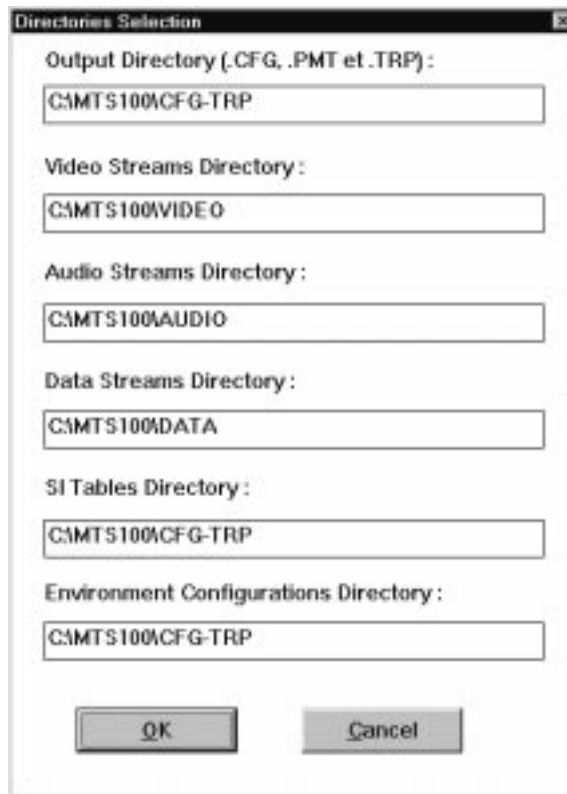 Directories Selection
Output Directory (.CFG, .PMT et .TRP) :
C:\MTS100\CFG-TRP
Video Streams Directory :
C:\MTS100\VIDEO
Audio Streams Directory :
C:\MTS100\AUDIO
Data Streams Directory :
C:\MTS100\DATA
SI Tables Directory :
C:\MTS100\CFG-TRP
Environment Configurations Directory :
C:\MTS100\CFG-TRP
OK
Cancel